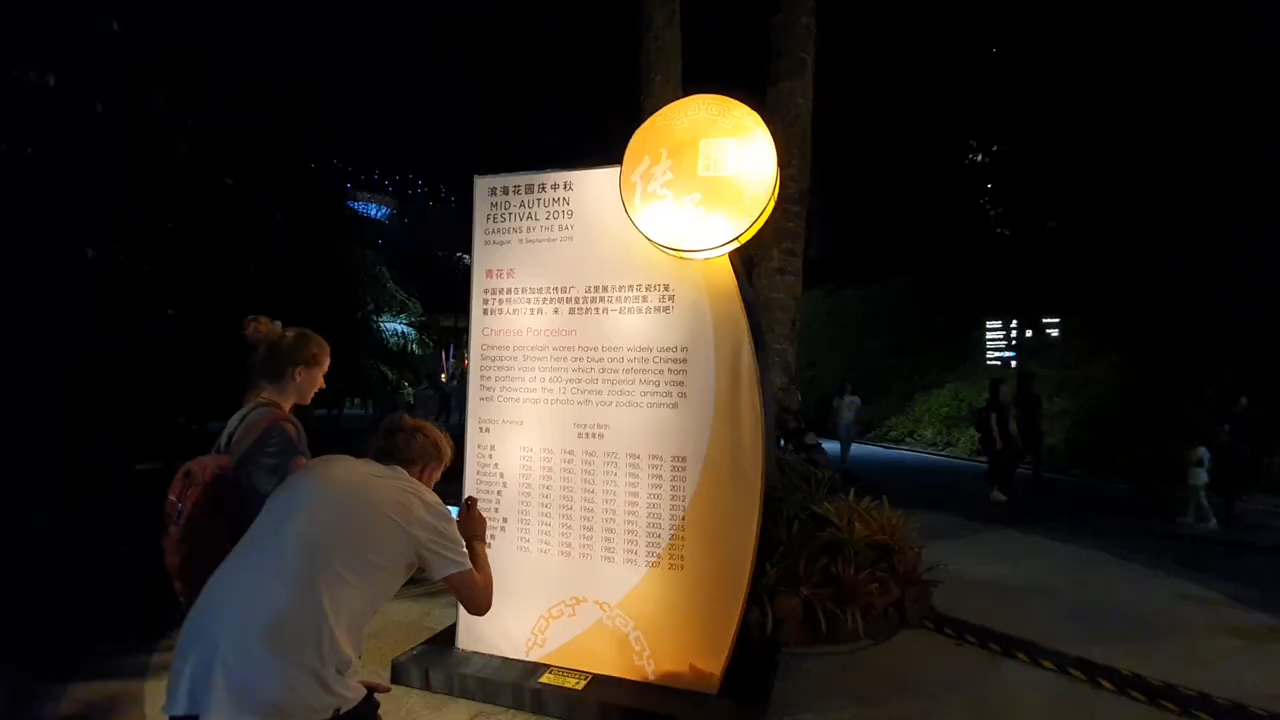 传
滨海花园庆中秋
MID-AUTUMN
FESTIVAL 2019
GARDENS BY THE BAY
30 August - 15 September 2019
青花瓷
中国瓷器在新加坡流传极广，这里展示的青花瓷灯笼，
除了参照600年历史的明朝皇宫御用花瓶的图案，还可
看到华人的12生肖。来，跟您的生肖一起拍张合照吧！
Chinese Porcelain
Chinese porcelain wares have been widely used in
Singapore. Shown here are blue and white Chinese
porcelain vase lanterns which draw reference from
the patterns of a 600-year-old Imperial Ming vase.
They showcase the 12 Chinese zodiac animals as
well. Come snap a photo with your zodiac animal!
Zodiac Animal Year of Birth
生肖 出生年份
Rat 鼠 1924, 1936, 1948, 1960, 1972, 1984, 1996, 2008
Ox 牛 1925, 1937, 1949, 1961, 1973, 1985, 1997, 2009
Tiger 虎 1926, 1938, 1950, 1962, 1974, 1986, 1998, 2010
Rabbit 兔 1927, 1939, 1951, 1963, 1975, 1987, 1999, 2011
Dragon 龙 1928, 1940, 1952, 1964, 1976, 1988, 2000, 2012
Snake 蛇 1929, 1941, 1953, 1965, 1977, 1989, 2001, 2013
马 1930, 1942, 1954, 1966, 1978, 1990, 2002, 2014
羊 1931, 1943, 1955, 1967, 1979, 1991, 2003, 2015
猴 1932, 1944, 1956, 1968, 1980, 1992, 2004, 2016
鸡 1933, 1945, 1957, 1969, 1981, 1993, 2005, 2017
狗 1934, 1946, 1958, 1970, 1982, 1994, 2006, 2018
1935, 1947, 1959, 1971, 1983, 1995, 2007, 2019
DANGER